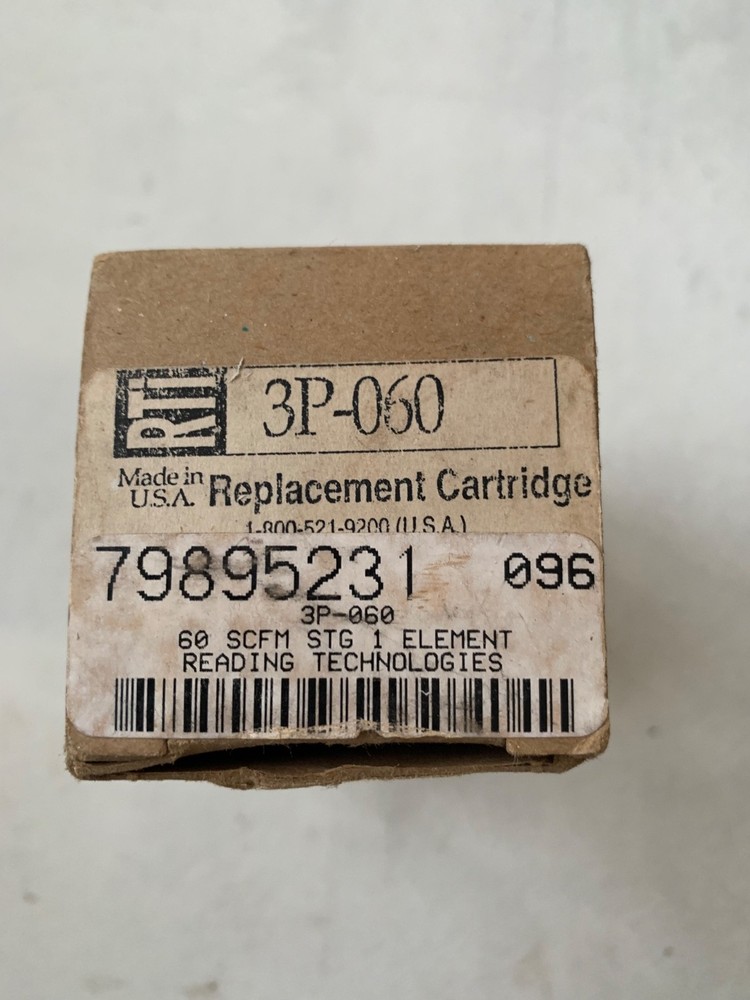 RTi
3P-060
Made in
U.S.A.
Replacement Cartridge
1-800-521-9200 (U.S.A.)
79895231 096
3P-060
60 SCFM STG 1 ELEMENT
READING TECHNOLOGIES